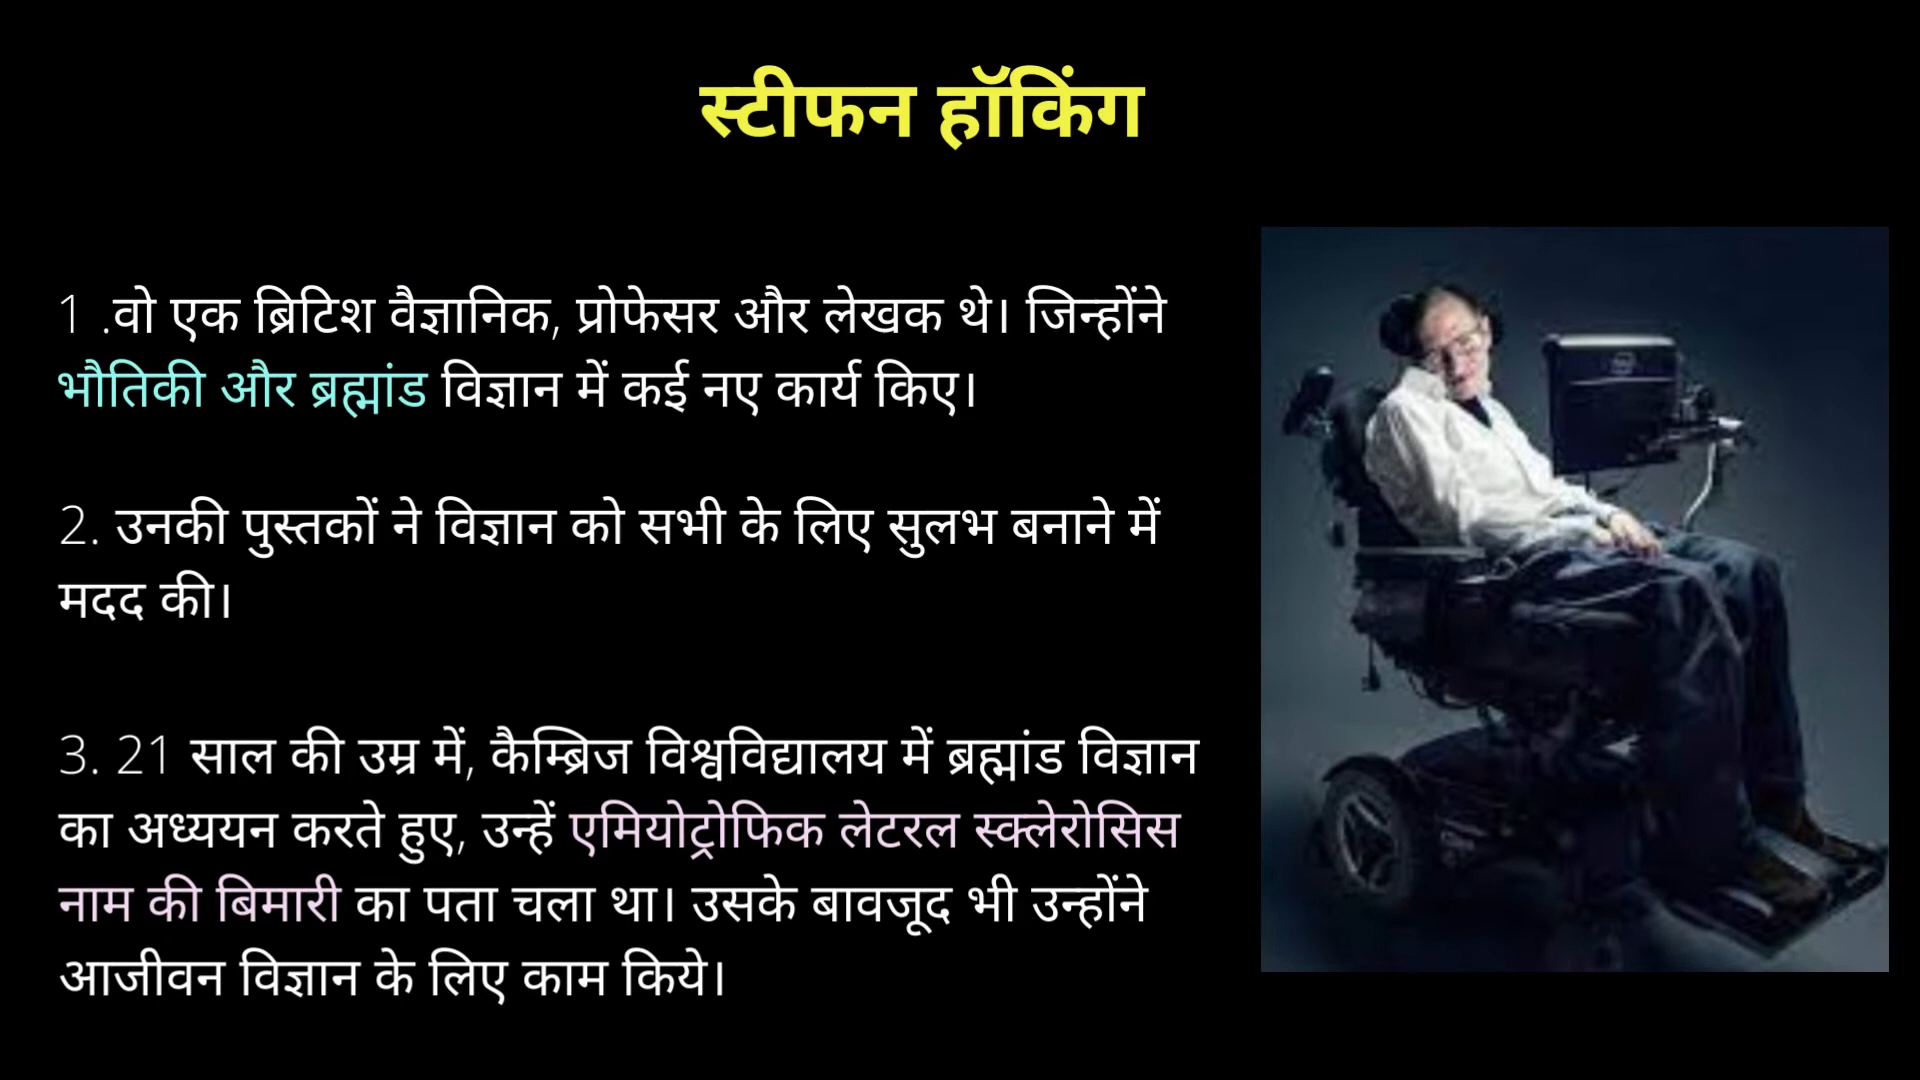 स्टीफन हॉकिंग
1 .वो एक ब्रिटिश वैज्ञानिक, प्रोफेसर और लेखक थे। जिन्होंने
भौतिकी और ब्रह्मांड विज्ञान में कई नए कार्य किए।
2. उनकी पुस्तकों ने विज्ञान को सभी के लिए सुलभ बनाने में
मदद की।
3. 21 साल की उम्र में, कैम्ब्रिज विश्वविद्यालय में ब्रह्मांड विज्ञान
का अध्ययन करते हुए, उन्हें एमियोट्रोफिक लेटरल स्क्लेरोसिस
नाम की बिमारी का पता चला था। उसके बावजूद भी उन्होंने
आजीवन विज्ञान के लिए काम किये।